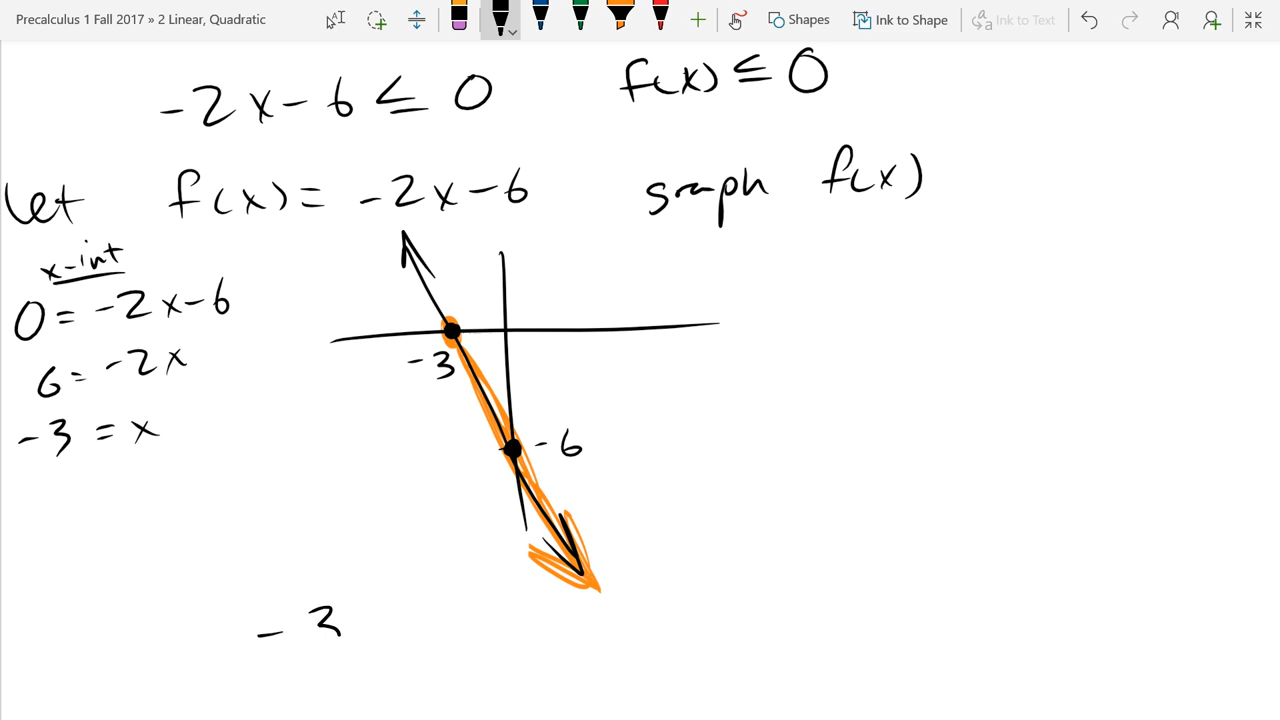 Precalculus 1 Fall 2017 » 2 Linear, Quadratic
Shapes
Ink to Shape
Ink to Text
-2x-6≤0 f(x)≤0
let f(x)=-2x-6 graph f(x)
x-int
0=-2x-6
6=-2x
-3=x
-3
-6
-3